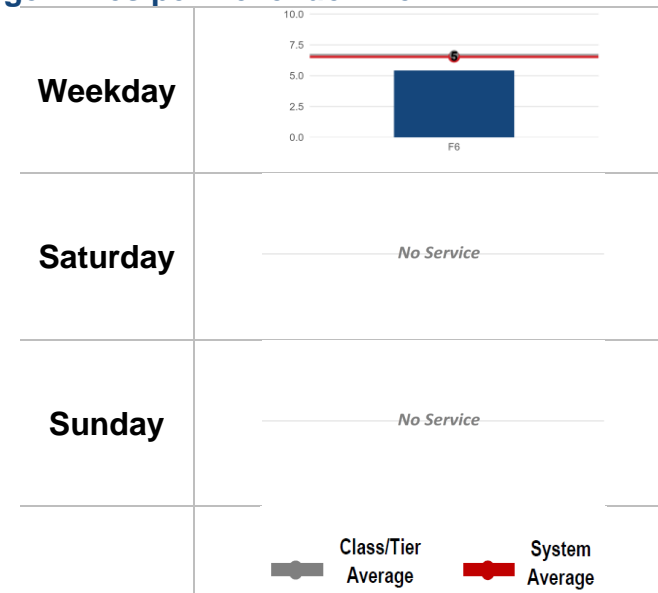 10.0
7.5
Weekday
5.0
5
2.5
0.0
F6
Saturday
No Service
Sunday
No Service
Class/Tier
Average
System
Average